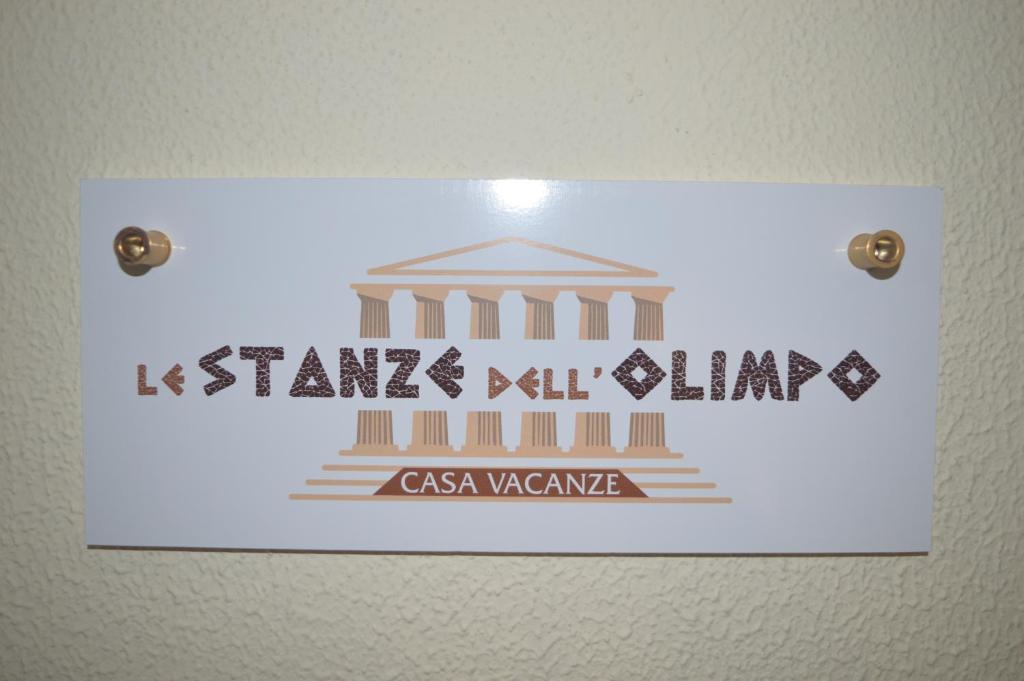 LE STANZE DELL'OLIMPO
CASA VACANZE